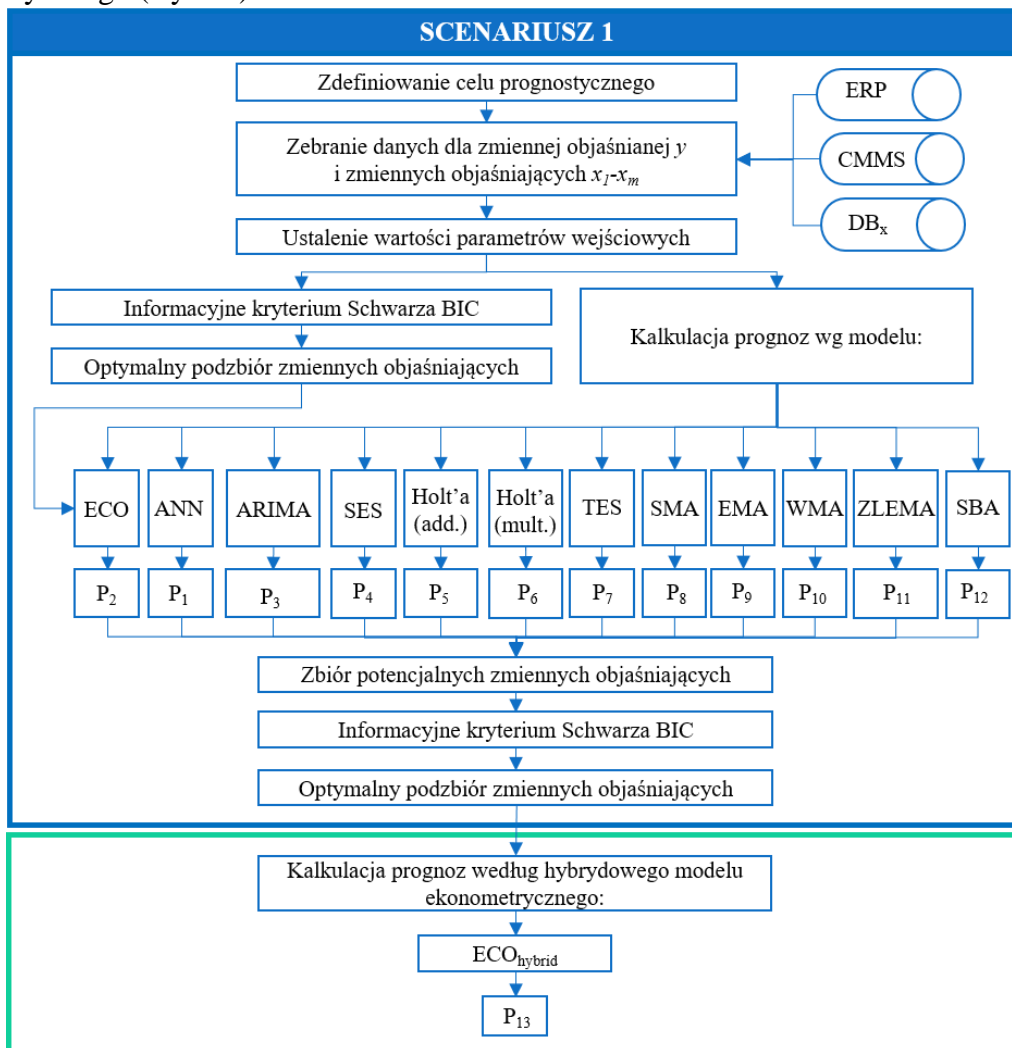 SCENARIUSZ 1
Zdefiniowanie celu prognostycznego
ERP
Zebranie danych dla zmiennej objaśnianej y
i zmiennych objaśniających x1-xm
CMMS
DBx
Ustalenie wartości parametrów wejściowych
Informacyjne kryterium Schwarza BIC
Kalkulacja prognoz wg modelu:
Optymalny podzbiór zmiennych objaśniających
ECO
ANN
ARIMA
SES
Holt’a
(add.)
Holt’a
(mult.)
TES
SMA
EMA
WMA
ZLEMA
SBA
P2
P1
P3
P4
P5
P6
P7
P8
P9
P10
P11
P12
Zbiór potencjalnych zmiennych objaśniających
Informacyjne kryterium Schwarza BIC
Optymalny podzbiór zmiennych objaśniających
Kalkulacja prognoz według hybrydowego modelu
ekonometrycznego:
ECOhybrid
P13